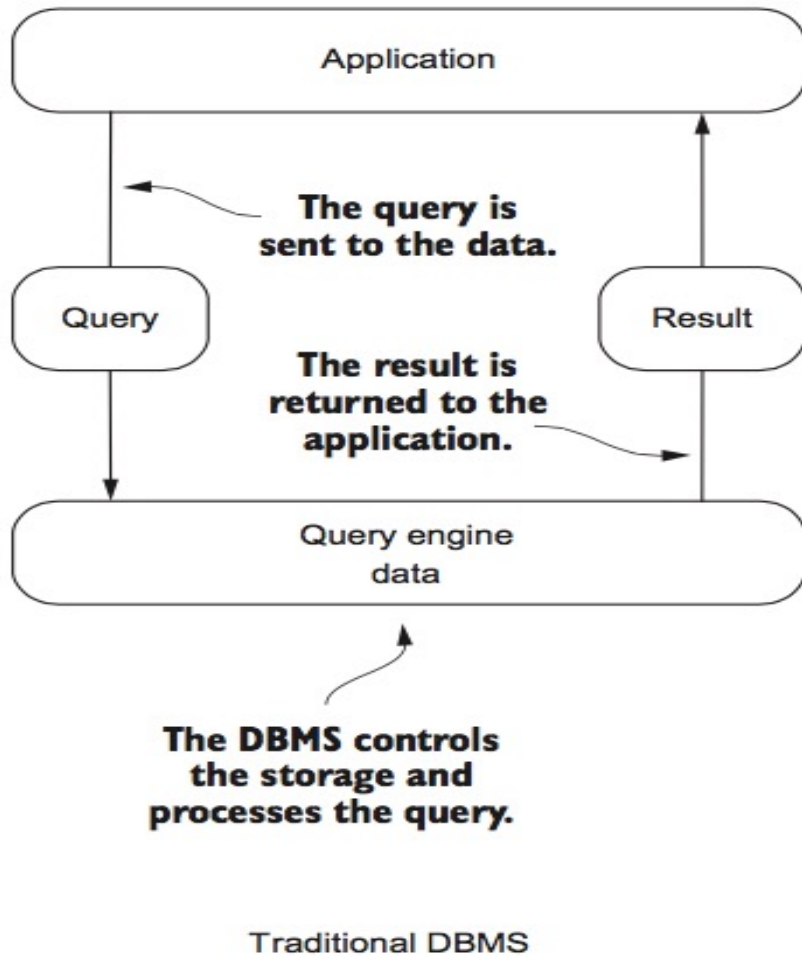 Application
The query is
sent to the data.
Query
Result
The result is
returned to the
application.
Query engine
data
The DBMS controls
the storage and
processes the query.
Traditional DBMS